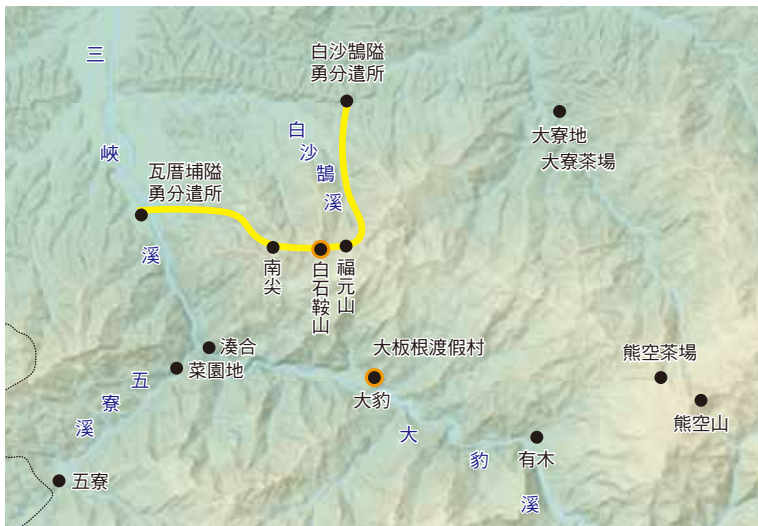 三峽溪
白沙鵠隘
勇分遣所
白沙鵠溪
大寮地
大寮茶場
瓦厝埔隘
勇分遣所
南尖
白石鞍山
福元山
湊合
菜園地
大板根渡假村
大豹
熊空茶場
熊空山
五寮溪
大豹溪
有木
五寮